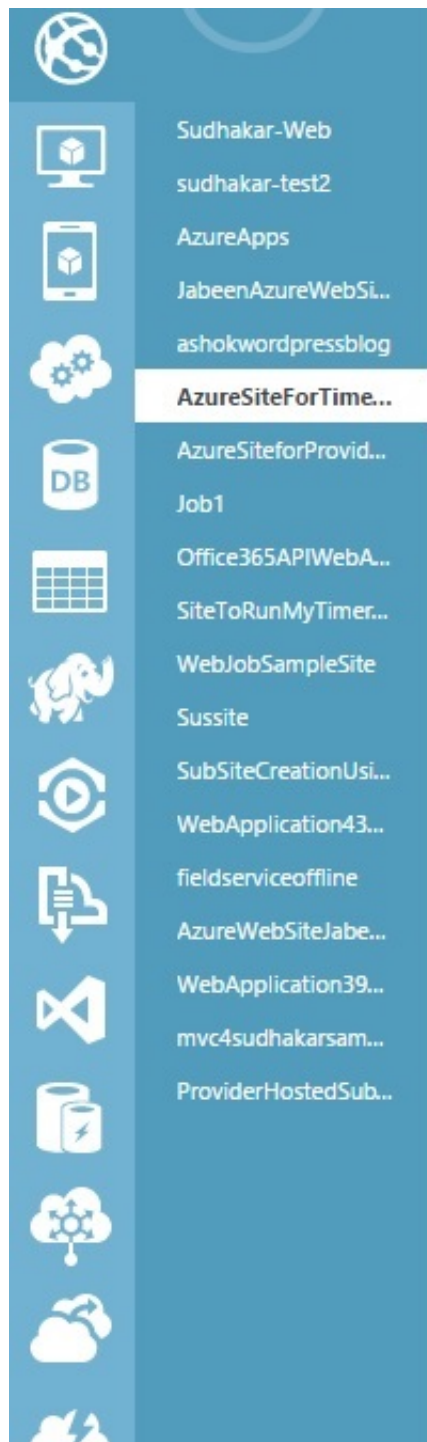 Sudhakar-Web
sudhakar-test2
AzureApps
JabeenAzureWebSi...
ashokwordpressblog
AzureSiteForTime...
AzureSiteforProvid...
DB
Job1
Office365APIWebA...
SiteToRunMyTimer...
WebJobSampleSite
Sussite
SubSiteCreationUsi...
WebApplication43...
fieldserviceoffline
AzureWebSiteJabe...
WebApplication39...
mvc4sudhakarsam...
ProviderHostedSub...